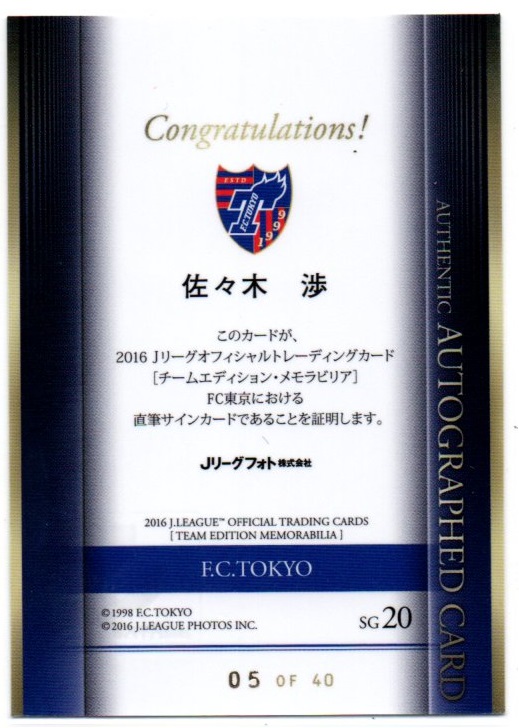 Congratulations!
ESTD
F.C.TOKYO
1999
佐々木 渉
このカードが、
2016 Jリーグオフィシャルトレーディングカード
[チームエディション・メモラビリア]
FC東京における
直筆サインカードであることを証明します。
Jリーグフォト株式会社
2016 J.LEAGUE™ OFFICIAL TRADING CARDS
[ TEAM EDITION MEMORABILIA ]
F.C.TOKYO
©1998 F.C.TOKYO
©2016 J.LEAGUE PHOTOS INC.
SG 20
05 OF 40
AUTHENTIC AUTOGRAPHED CARD